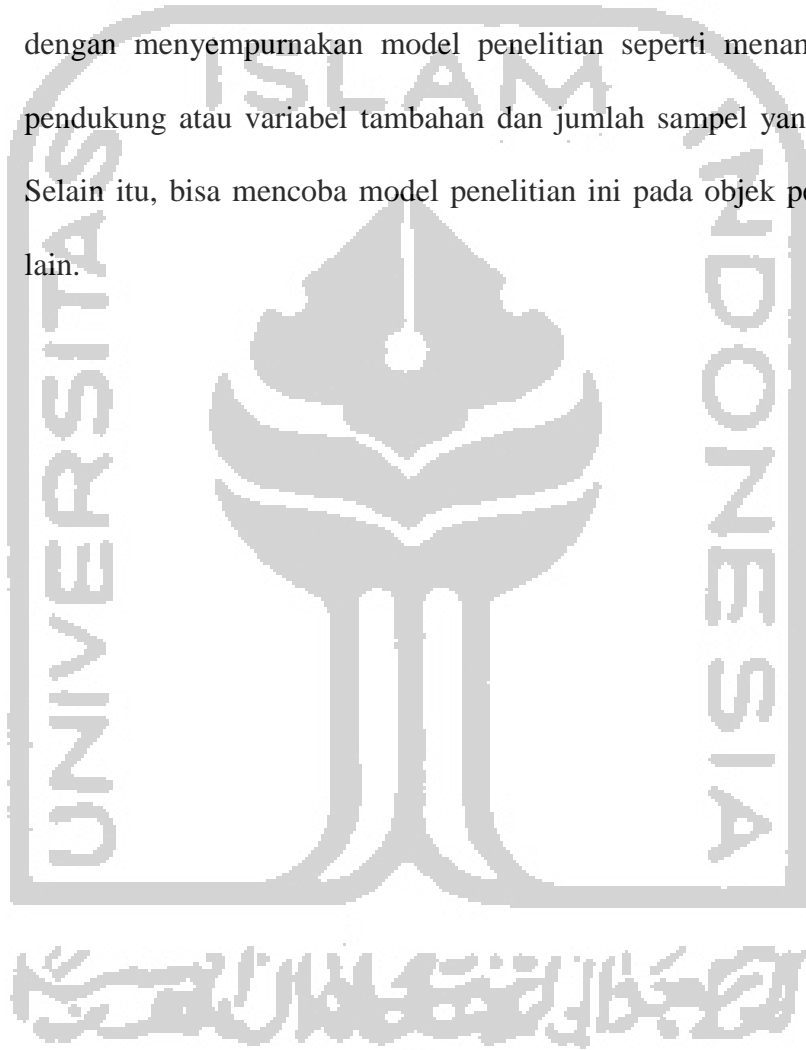 dengan menyempurnakan model penelitian seperti menam
pendukung atau variabel tambahan dan jumlah sampel yan
Selain itu, bisa mencoba model penelitian ini pada objek pe
lain.
UNIVERSITAS
ISLAM
INDONESIA